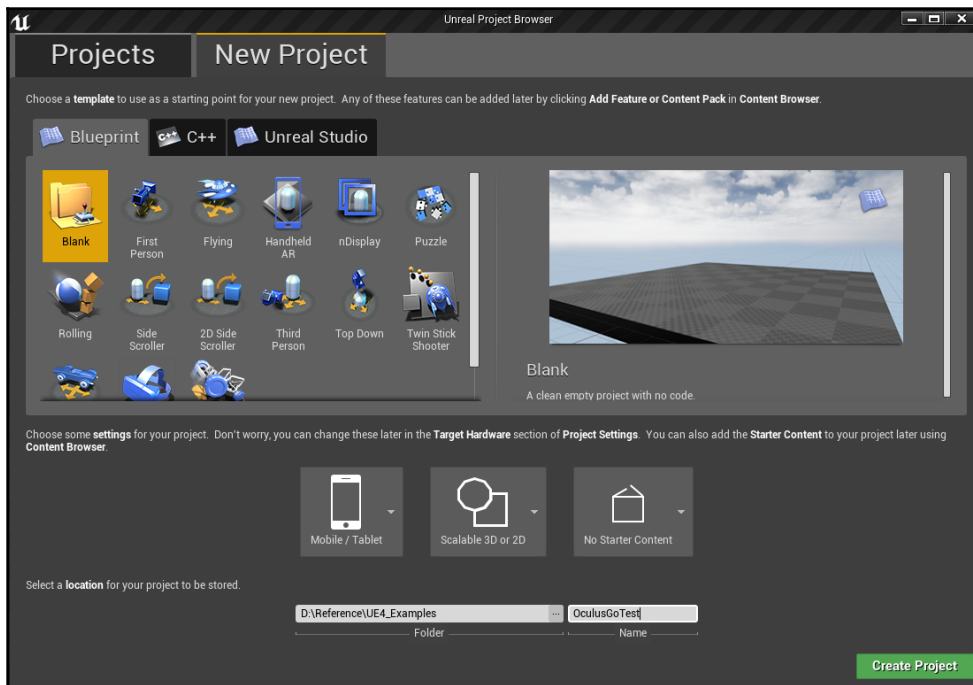 Unreal Project Browser
Projects
New Project
Choose a template to use as a starting point for your new project. Any of these features can be added later by clicking Add Feature or Content Pack in Content Browser.
Blueprint
C++
Unreal Studio
Blank
First
Person
Flying
Handheld
AR
nDisplay
Puzzle
Rolling
Side
Scroller
2D Side
Scroller
Third
Person
Top Down
Twin Stick
Shooter
Blank
A clean empty project with no code.
Choose some settings for your project. Don't worry, you can change these later in the Target Hardware section of Project Settings. You can also add the Starter Content to your project later using
Content Browser.
Mobile / Tablet
Scalable 3D or 2D
No Starter Content
Select a location for your project to be stored.
D:\Reference\UE4_Examples
...
OculusGoTest
Folder
Name
Create Project